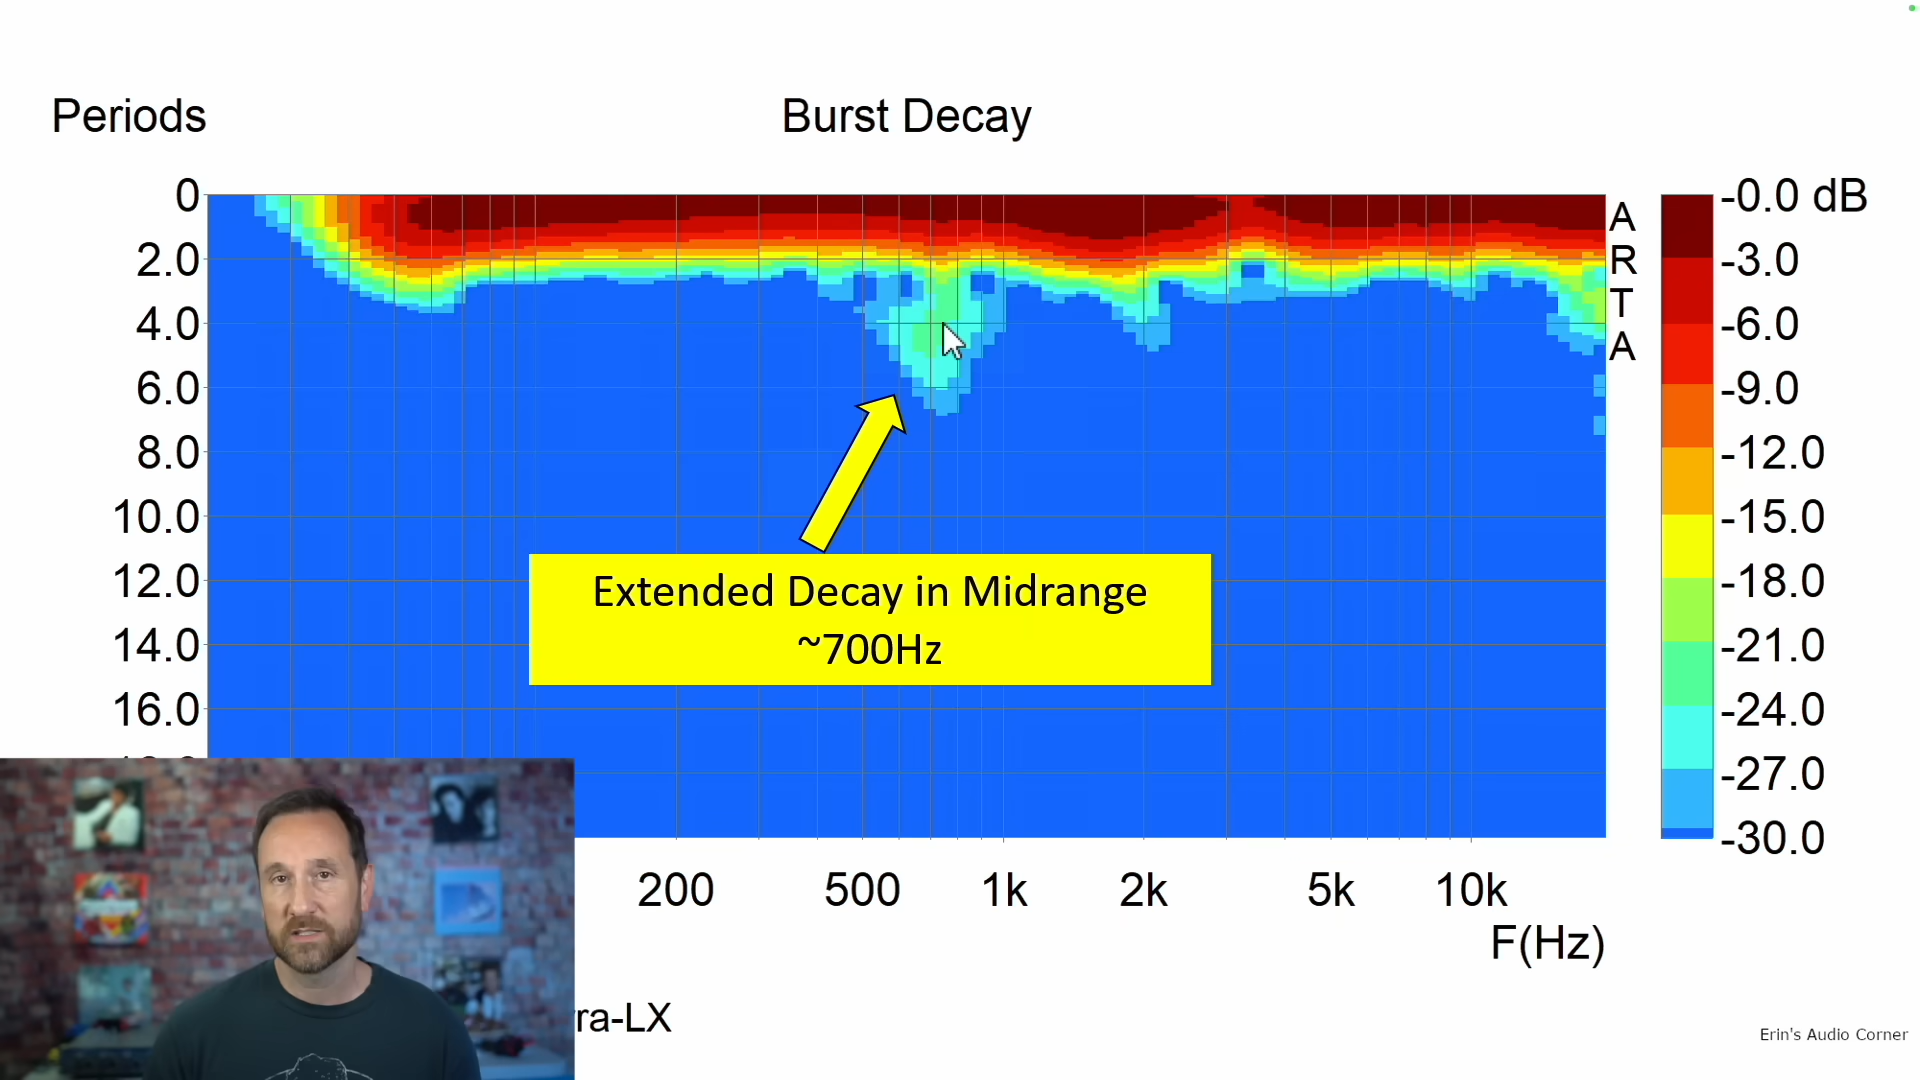 Periods
Burst Decay
0
2.0
4.0
6.0
8.0
10.0
12.0
14.0
16.0
A
R
T
A
-0.0 dB
-3.0
-6.0
-9.0
-12.0
-15.0
-18.0
-21.0
-24.0
-27.0
-30.0
Extended Decay in Midrange
~700Hz
200 500 1k 2k 5k 10k
F(Hz)
ra-LX
Erin's Audio Corner